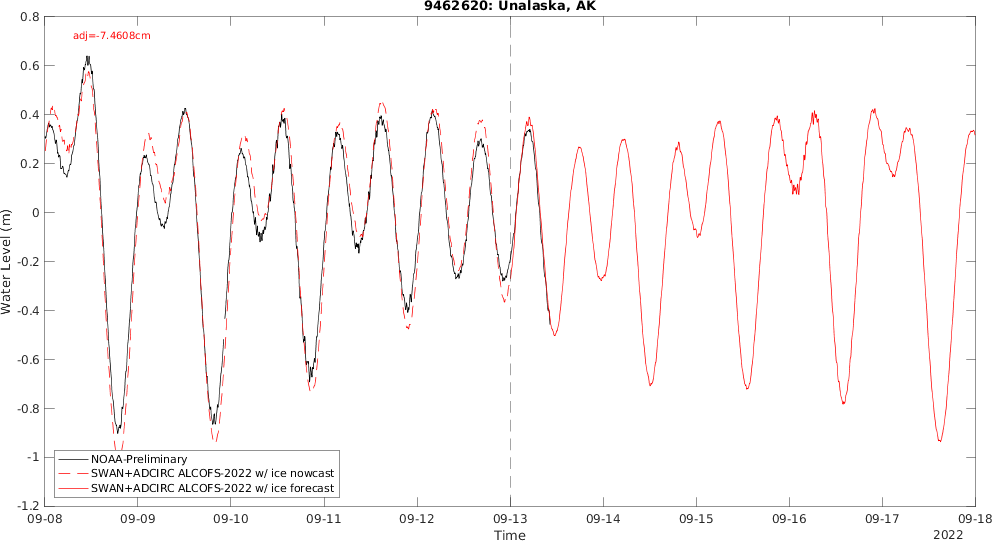 9462620: Unalaska, AK
adj=-7.4608cm
Water Level (m)
0.8
0.6
0.4
0.2
0
-0.2
-0.4
-0.6
-0.8
-1
-1.2
NOAA-Preliminary
SWAN+ADCIRC ALCOFS-2022 w/ ice nowcast
SWAN+ADCIRC ALCOFS-2022 w/ ice forecast
09-08 09-09 09-10 09-11 09-12 09-13 09-14 09-15 09-16 09-17 09-18
Time
2022